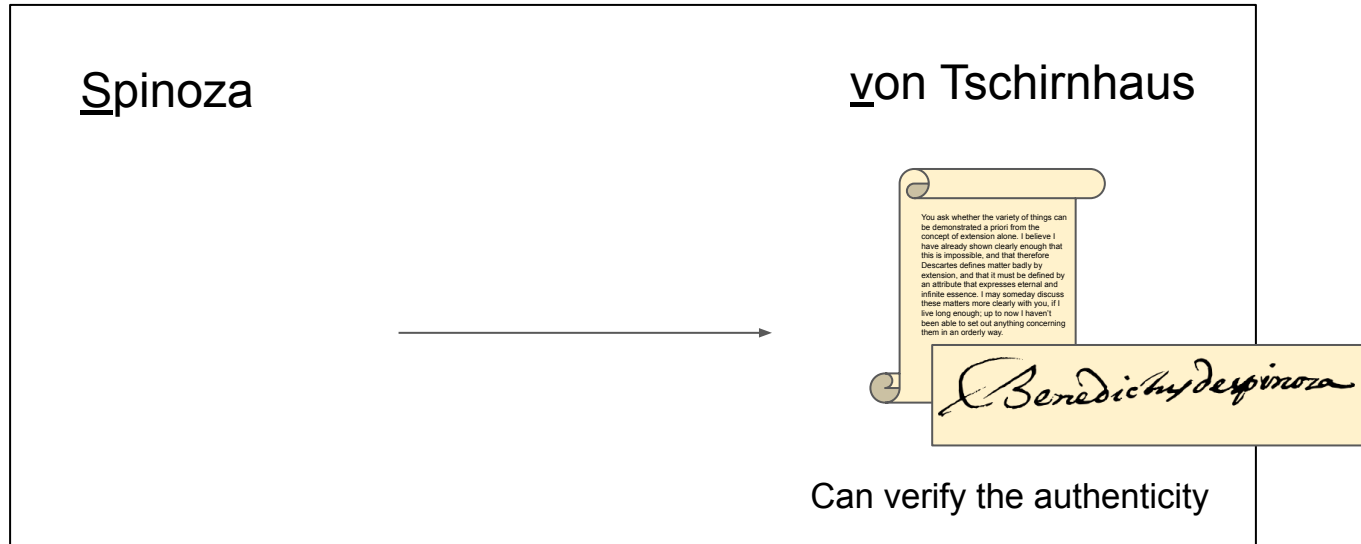 Spinoza
von Tschirnhaus
You ask whether the variety of things can
be demonstrated a priori from the
concept of extension alone. I believe I
have already shown clearly enough that
this is impossible, and that therefore
Descartes defines matter badly by
extension, and that it must be defined by
an attribute that expresses eternal and
infinite essence. I may someday discuss
these matters more clearly with you, if I
live long enough; up to now I haven't
been able to set out anything concerning
them in an orderly way.
Benedictus despinoza
Can verify the authenticity